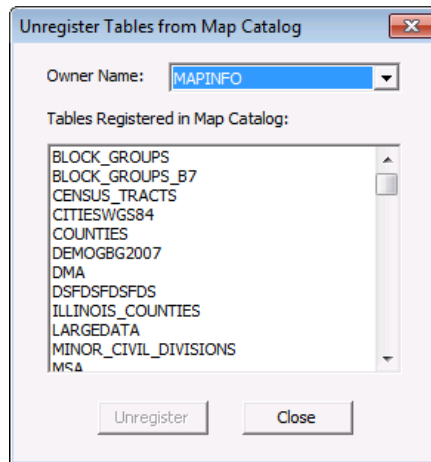 Unregister Tables from Map Catalog
Owner Name: MAPINFO
Tables Registered in Map Catalog:
BLOCK_GROUPS
BLOCK_GROUPS_B7
CENSUS_TRACTS
CITIESWGS84
COUNTIES
DEMOGBG2007
DMA
DSFDSFDSFDS
ILLINOIS_COUNTIES
LARGEDATA
MINOR_CIVIL_DIVISIONS
MSA
Unregister Close